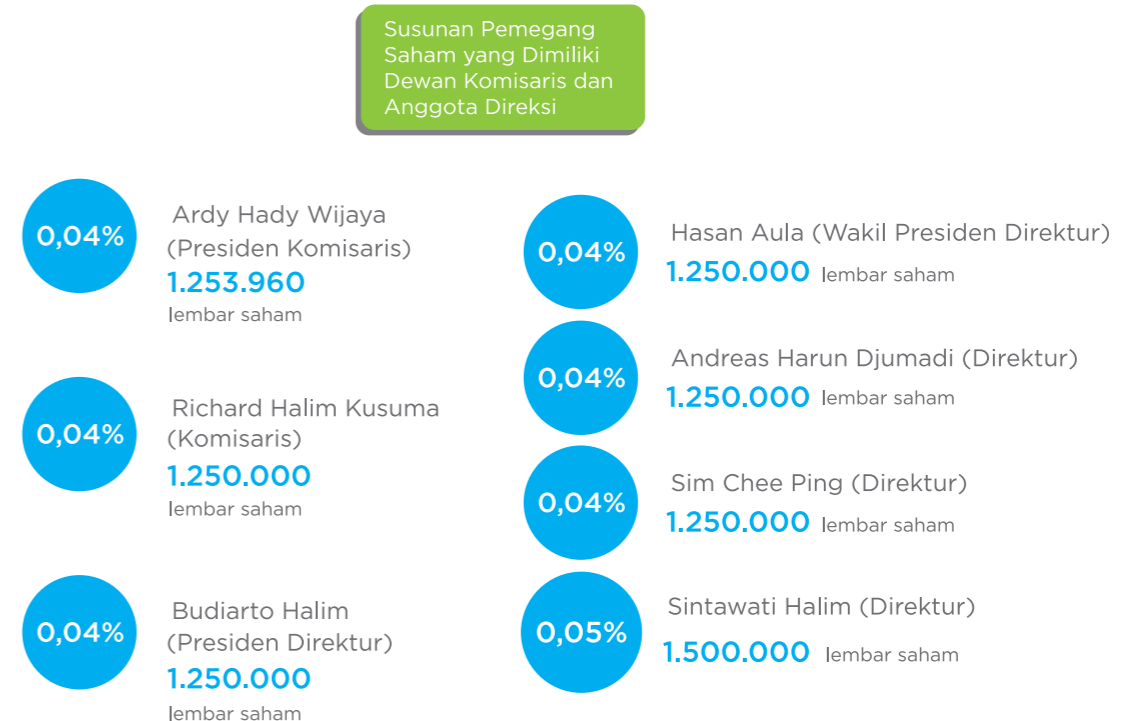 Susunan Pemegang
Saham yang Dimiliki
Dewan Komisaris dan
Anggota Direksi
0,04%
Ardy Hady Wijaya
(Presiden Komisaris)
1.253.960
lembar saham
0,04%
Richard Halim Kusuma
(Komisaris)
1.250.000
lembar saham
0,04%
Budiarto Halim
(Presiden Direktur)
1.250.000
lembar saham
0,04%
Hasan Aula (Wakil Presiden Direktur)
1.250.000 lembar saham
0,04%
Andreas Harun Djumadi (Direktur)
1.250.000 lembar saham
0,04%
Sim Chee Ping (Direktur)
1.250.000 lembar saham
0,05%
Sintawati Halim (Direktur)
1.500.000 lembar saham